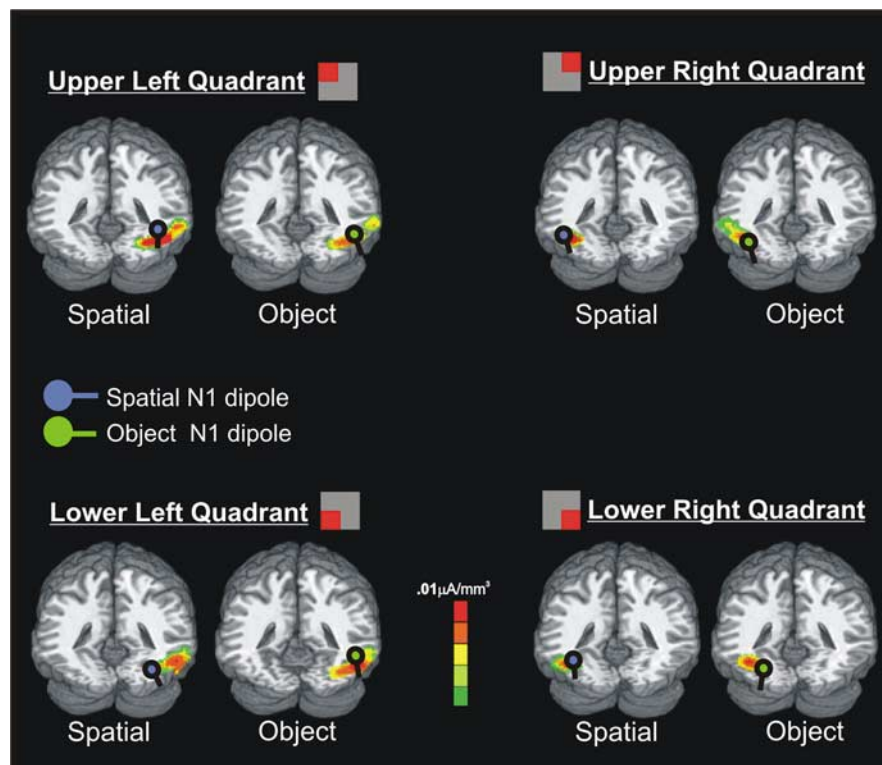 Upper Left Quadrant
Upper Right Quadrant
Spatial
Object
Spatial
Object
Spatial N1 dipole
Object N1 dipole
Lower Left Quadrant
Lower Right Quadrant
.01µA/mm³
Spatial
Object
Spatial
Object